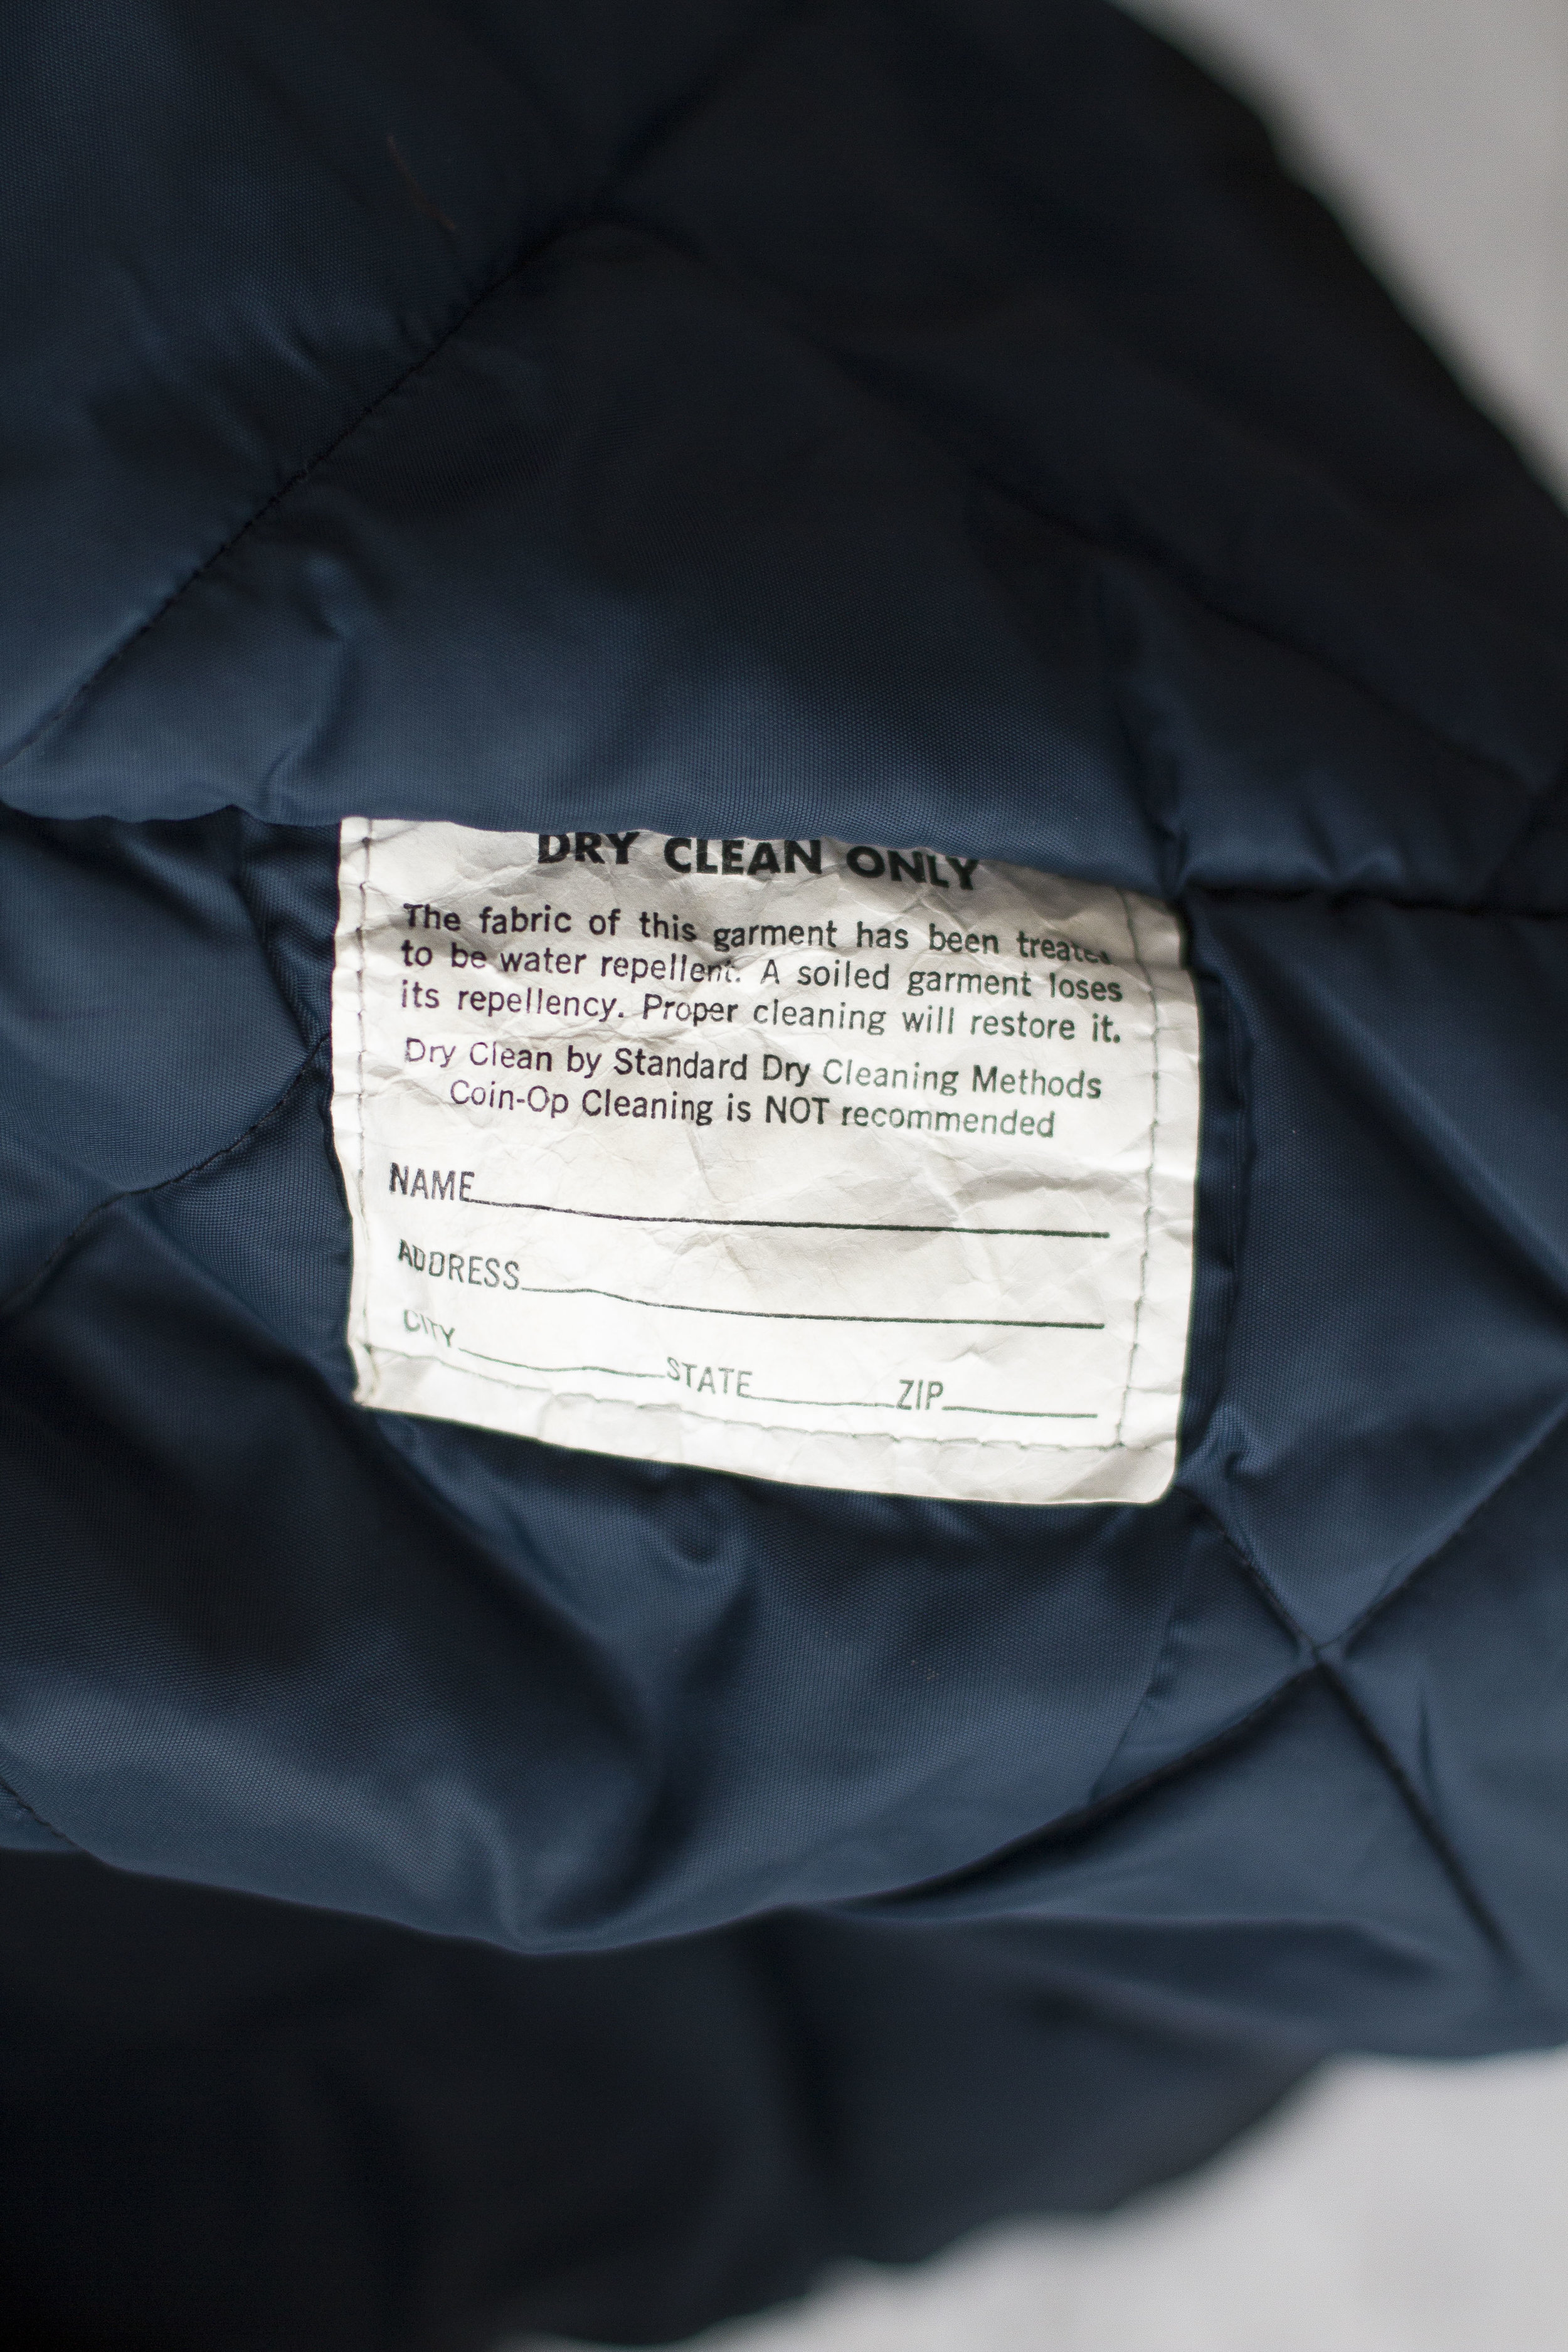 DRY CLEAN ONLY
The fabric of this garment has been treated
to be water repellent. A soiled garment loses
its repellency. Proper cleaning will restore it.
Dry Clean by Standard Dry Cleaning Methods
Coin-Op Cleaning is NOT recommended
NAME
ADDRESS
CITY STATE ZIP